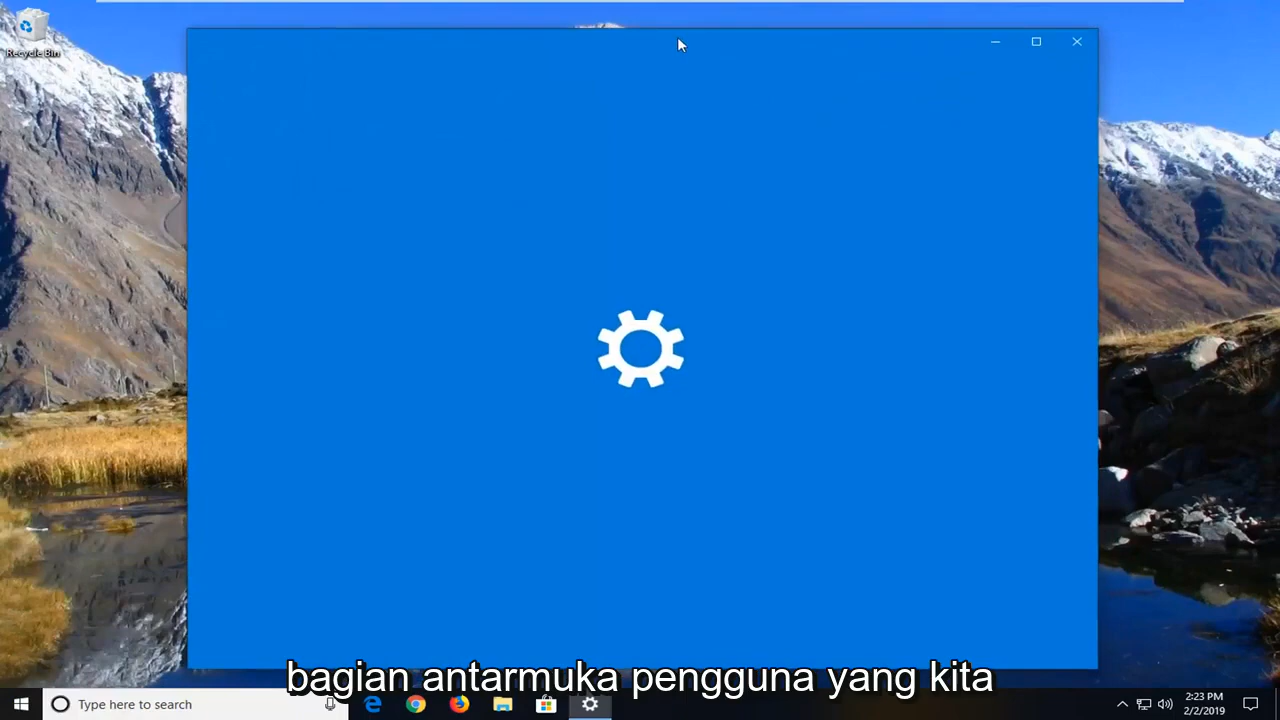 Recycle Bin
bagian antarmuka pengguna yang kita
Type here to search
2:23 PM
2/2/2019